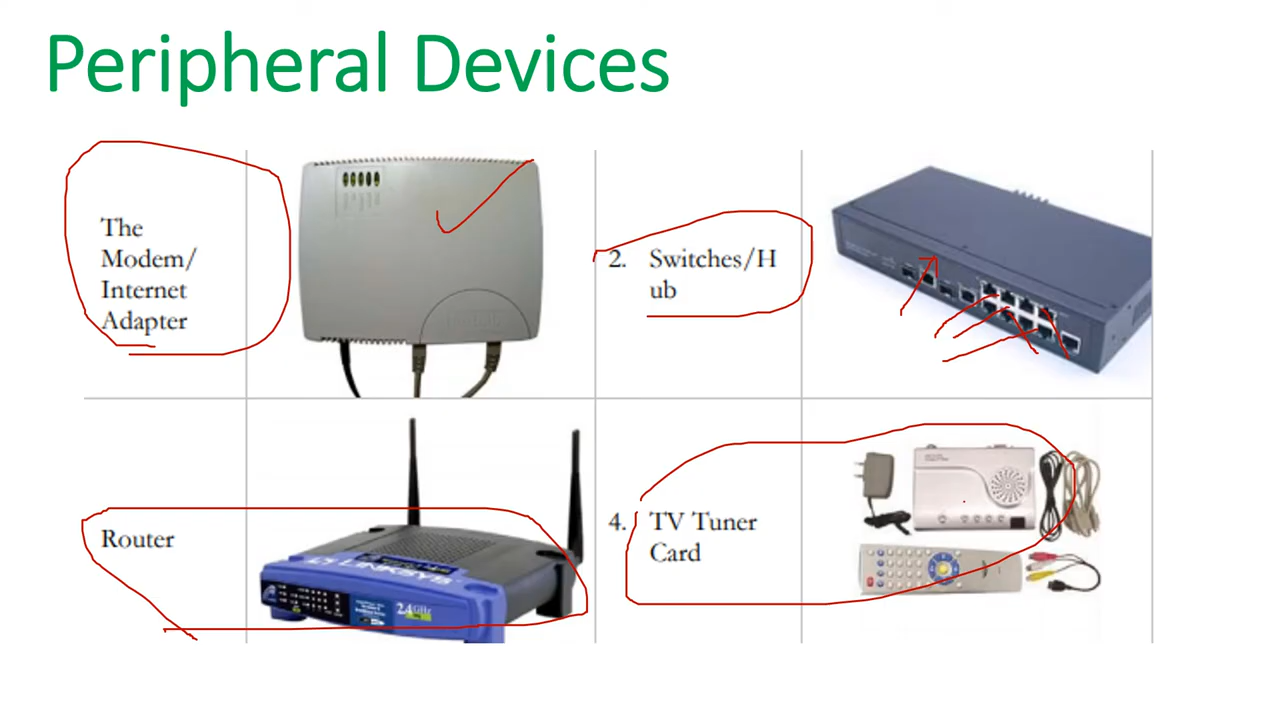 Peripheral Devices
The
Modem/
Internet
Adapter
2. Switches/H
ub
Router
LINKSYS
2.4GHz
4. TV Tuner
Card